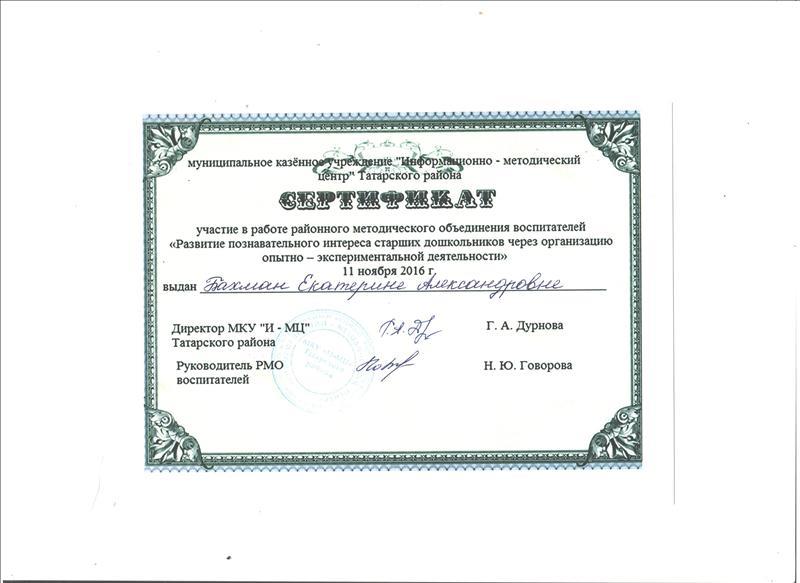 муниципальное казённое учреждение "Информационно - методический
центр" Татарского района
СЕРТИФИКАТ
участие в работе районного методического объединения воспитателей
«Развитие познавательного интереса старших дошкольников через организацию
опытно – экспериментальной деятельности»
11 ноября 2016 г.
выдан Бахман Екатерине Александровне
Директор МКУ "И - МЦ" Г. А. Дурнова
Татарского района
Руководитель РМО Н. Ю. Говорова
воспитателей